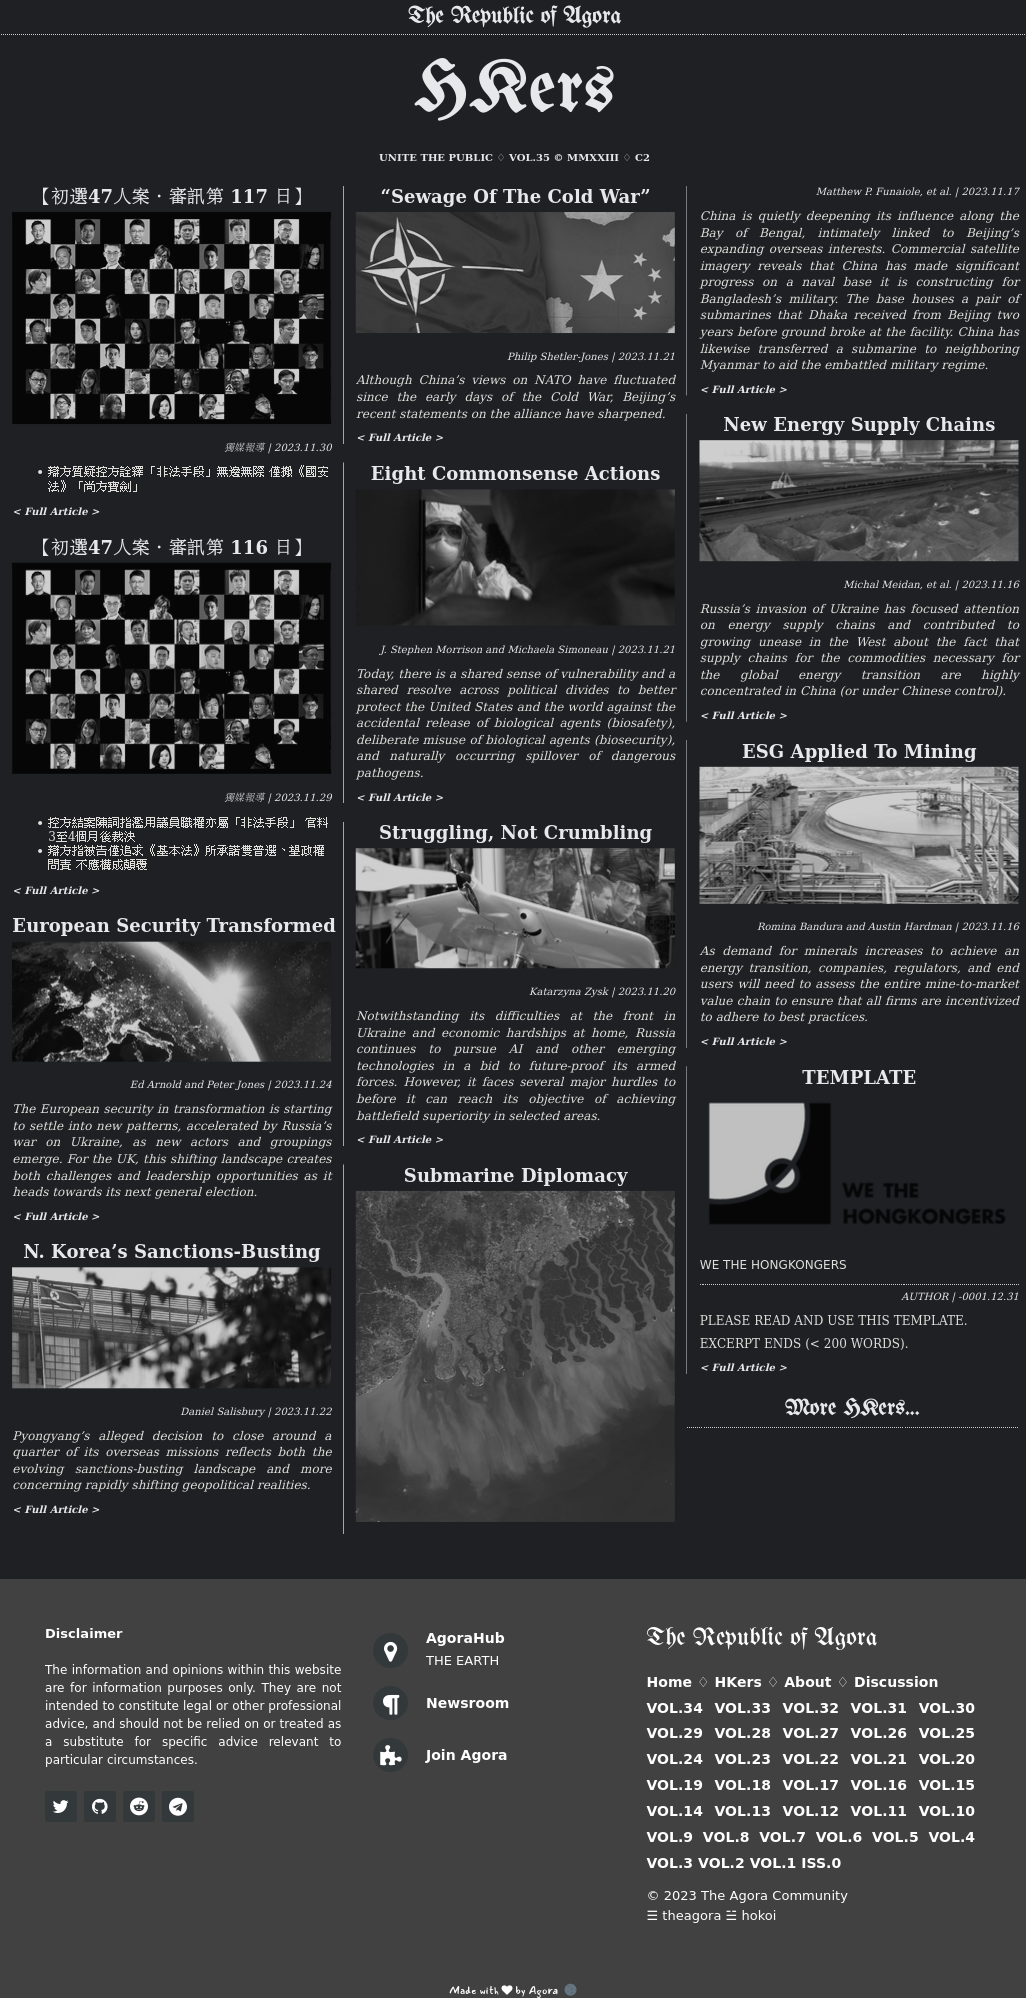 The Republic of Agora
HKers
UNITE THE PUBLIC ♢ VOL.35 © MMXXIII ♢ C2
【初選47人案・審訊第 117 日】
獨媒報導 | 2023.11.30
• 辯方質疑控方詮釋「非法手段」無邊無際 僅橡《國安
法》「尚方寶劍」
< Full Article >
【初選47人案・審訊第 116 日】
獨媒報導 | 2023.11.29
• 控方結案陳詞指濫用議員職權亦屬「非法手段」 官料
3至4個月後裁決
• 辯方指被告僅追求《基本法》所承諾雙普選、望政權
問責 不應構成顛覆
< Full Article >
European Security Transformed
Ed Arnold and Peter Jones | 2023.11.24
The European security in transformation is starting
to settle into new patterns, accelerated by Russia’s
war on Ukraine, as new actors and groupings
emerge. For the UK, this shifting landscape creates
both challenges and leadership opportunities as it
heads towards its next general election.
< Full Article >
N. Korea’s Sanctions-Busting
Daniel Salisbury | 2023.11.22
Pyongyang’s alleged decision to close around a
quarter of its overseas missions reflects both the
evolving sanctions-busting landscape and more
concerning rapidly shifting geopolitical realities.
< Full Article >
“Sewage Of The Cold War”
Philip Shetler-Jones | 2023.11.21
Although China’s views on NATO have fluctuated
since the early days of the Cold War, Beijing’s
recent statements on the alliance have sharpened.
< Full Article >
Eight Commonsense Actions
J. Stephen Morrison and Michaela Simoneau | 2023.11.21
Today, there is a shared sense of vulnerability and a
shared resolve across political divides to better
protect the United States and the world against the
accidental release of biological agents (biosafety),
deliberate misuse of biological agents (biosecurity),
and naturally occurring spillover of dangerous
pathogens.
< Full Article >
Struggling, Not Crumbling
Katarzyna Zysk | 2023.11.20
Notwithstanding its difficulties at the front in
Ukraine and economic hardships at home, Russia
continues to pursue AI and other emerging
technologies in a bid to future-proof its armed
forces. However, it faces several major hurdles to
before it can reach its objective of achieving
battlefield superiority in selected areas.
< Full Article >
Submarine Diplomacy
Matthew P. Funaiole, et al. | 2023.11.17
China is quietly deepening its influence along the
Bay of Bengal, intimately linked to Beijing’s
expanding overseas interests. Commercial satellite
imagery reveals that China has made significant
progress on a naval base it is constructing for
Bangladesh’s military. The base houses a pair of
submarines that Dhaka received from Beijing two
years before ground broke at the facility. China has
likewise transferred a submarine to neighboring
Myanmar to aid the embattled military regime.
< Full Article >
New Energy Supply Chains
Michal Meidan, et al. | 2023.11.16
Russia’s invasion of Ukraine has focused attention
on energy supply chains and contributed to
growing unease in the West about the fact that
supply chains for the commodities necessary for
the global energy transition are highly
concentrated in China (or under Chinese control).
< Full Article >
ESG Applied To Mining
Romina Bandura and Austin Hardman | 2023.11.16
As demand for minerals increases to achieve an
energy transition, companies, regulators, and end
users will need to assess the entire mine-to-market
value chain to ensure that all firms are incentivized
to adhere to best practices.
< Full Article >
TEMPLATE
WE THE
HONGKONGERS
WE THE HONGKONGERS
AUTHOR | -0001.12.31
PLEASE READ AND USE THIS TEMPLATE.
EXCERPT ENDS (< 200 WORDS).
< Full Article >
More HKers...
Disclaimer
The information and opinions within this website
are for information purposes only. They are not
intended to constitute legal or other professional
advice, and should not be relied on or treated as
a substitute for specific advice relevant to
particular circumstances.
AgoraHub
THE EARTH
Newsroom
Join Agora
The Republic of Agora
Home ♢ HKers ♢ About ♢ Discussion
VOL.34 VOL.33 VOL.32 VOL.31 VOL.30
VOL.29 VOL.28 VOL.27 VOL.26 VOL.25
VOL.24 VOL.23 VOL.22 VOL.21 VOL.20
VOL.19 VOL.18 VOL.17 VOL.16 VOL.15
VOL.14 VOL.13 VOL.12 VOL.11 VOL.10
VOL.9 VOL.8 VOL.7 VOL.6 VOL.5 VOL.4
VOL.3 VOL.2 VOL.1 ISS.0
© 2023 The Agora Community
☰ theagora ☱ hokoi
Made with ♥ by Agora